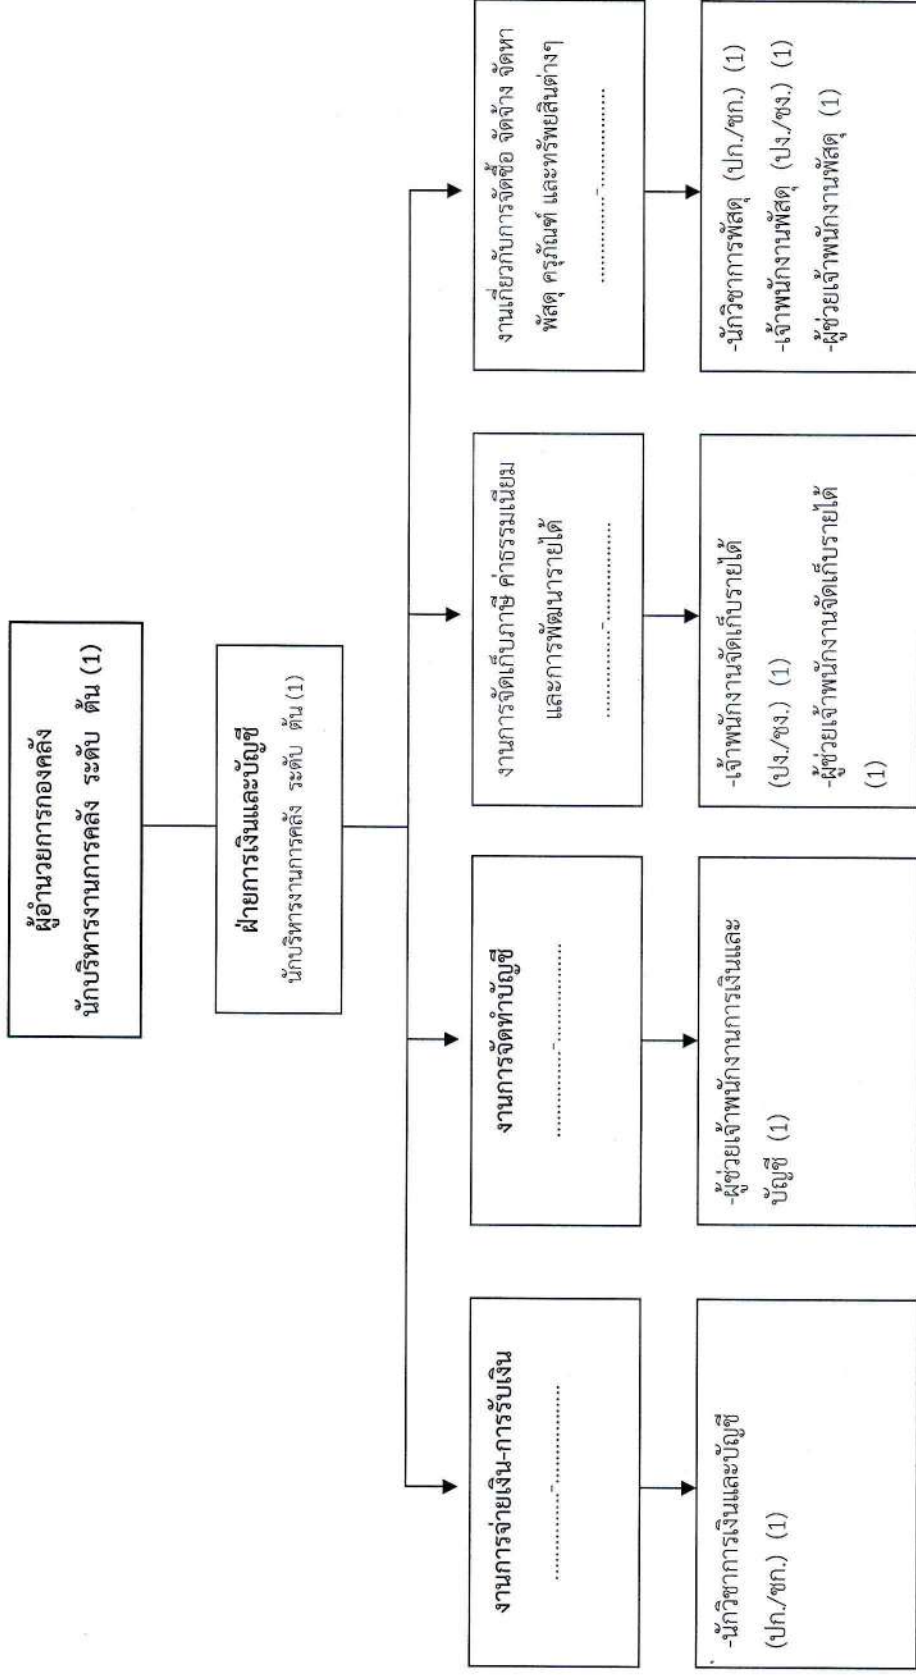 ผู้อำนวยการกองคลัง
นักบริหารงานการคลัง ระดับ ต้น (1)
ฝ่ายการเงินและบัญชี
นักบริหารงานการคลัง ระดับ ต้น (1)
งานการจ่ายเงิน-การรับเงิน
................-................
-นักวิชาการเงินและบัญชี
(ปก./ชก.) (1)
งานการจัดทำบัญชี
................-................
-ผู้ช่วยเจ้าพนักงานการเงินและ
บัญชี (1)
งานการจัดเก็บภาษี ค่าธรรมเนียม
และการพัฒนารายได้
................-................
-เจ้าพนักงานจัดเก็บรายได้
(ปง./ชง.) (1)
-ผู้ช่วยเจ้าพนักงานจัดเก็บรายได้
(1)
งานเกี่ยวกับการจัดซื้อ จัดจ้าง จัดหา
พัสดุ ครุภัณฑ์ และทรัพย์สินต่างๆ
................-................
-นักวิชาการพัสดุ (ปก./ชก.) (1)
-เจ้าพนักงานพัสดุ (ปง./ชง.) (1)
-ผู้ช่วยเจ้าพนักงานพัสดุ (1)